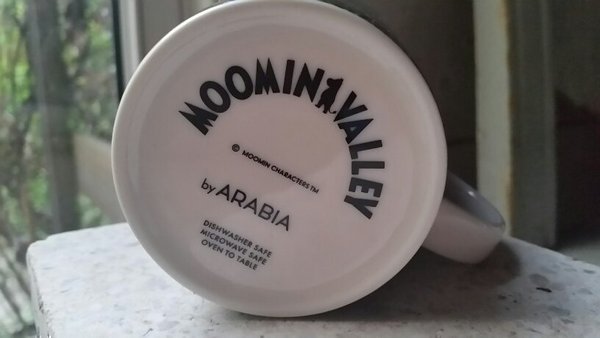 MOOMINVALLEY
© MOOMIN CHARACTERS™
by ARABIA
DISHWASHER SAFE
MICROWAVE SAFE
OVEN TO TABLE